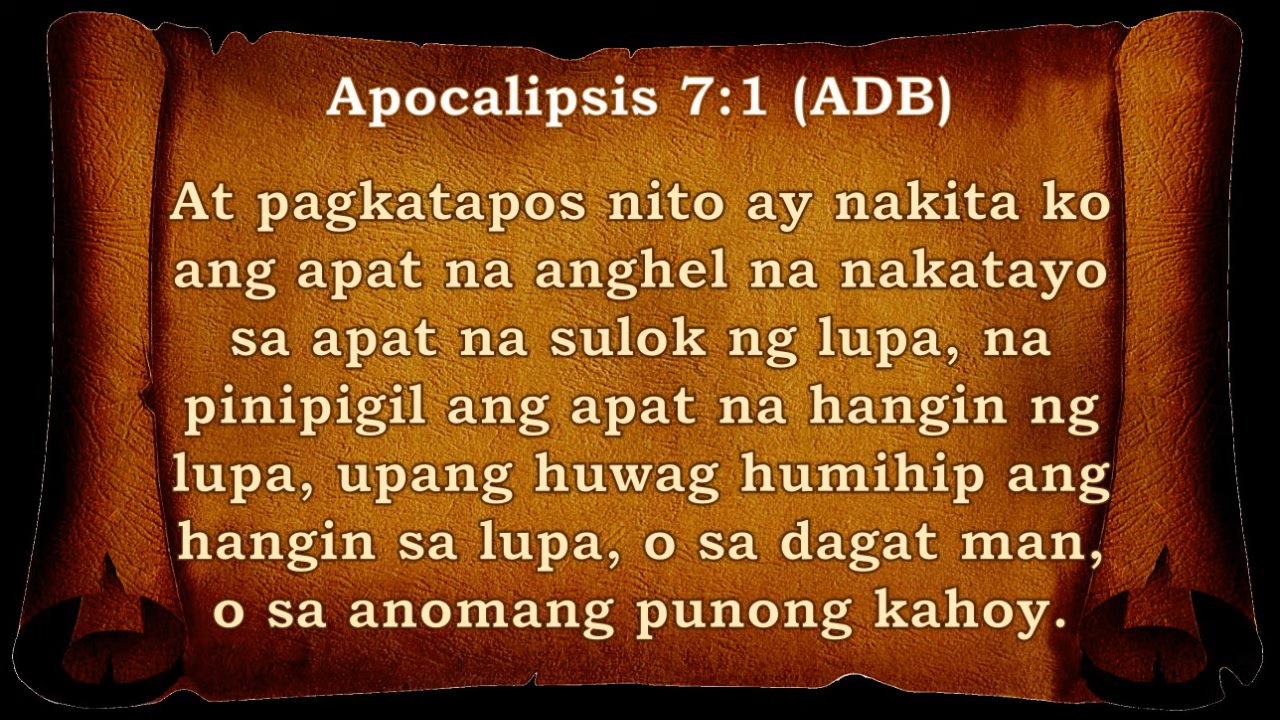 Apocalipsis 7:1 (ADB)
At pagkatapos nito ay nakita ko
ang apat na anghel na nakatayo
sa apat na sulok ng lupa, na
pinipigil ang apat na hangin ng
lupa, upang huwag humihip ang
hangin sa lupa, o sa dagat man,
o sa anomang punong kahoy.